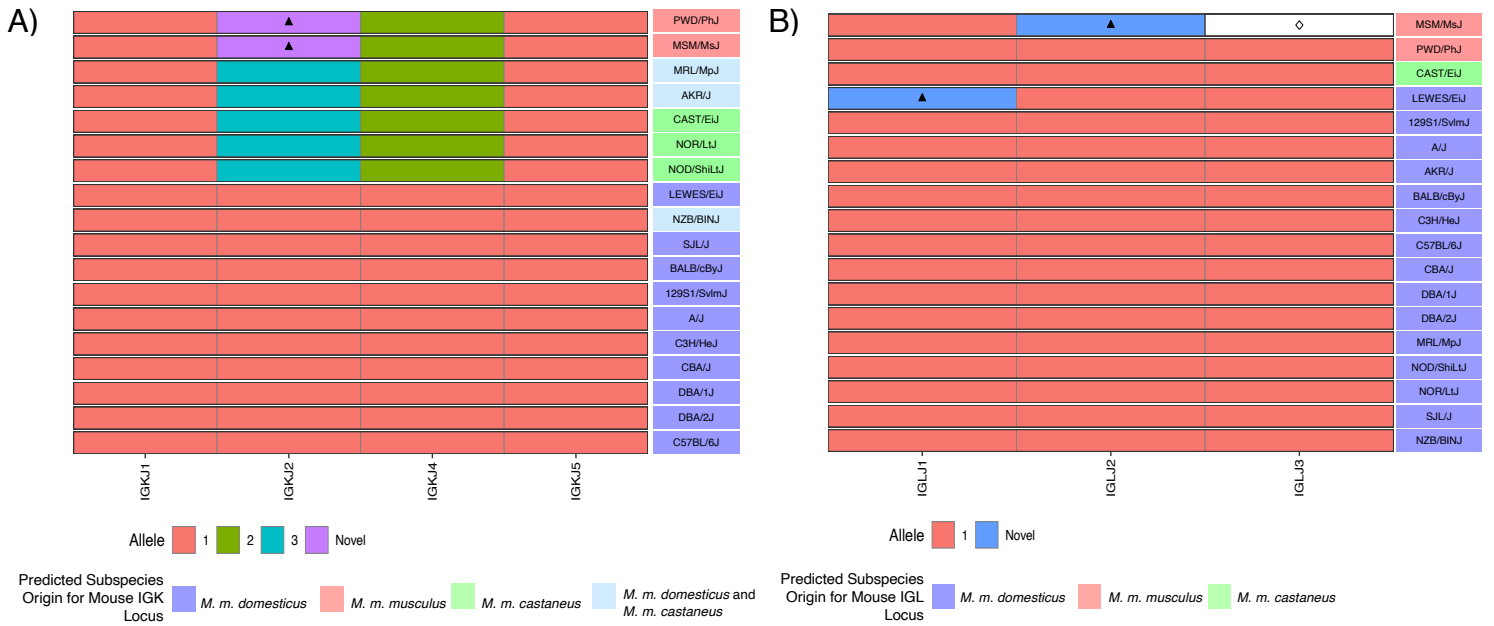 A)
PWD/PhJ
MSM/MsJ
MRL/MpJ
AKR/J
CAST/EiJ
NOR/LtJ
NOD/ShiLtJ
LEWES/EiJ
NZB/BINJ
SJL/J
BALB/cByJ
129S1/SvlmJ
A/J
C3H/HeJ
CBA/J
DBA/1J
DBA/2J
C57BL/6J
IGKJ1
IGKJ2
IGKJ4
IGKJ5
Allele 1 2 3 Novel
Predicted Subspecies
Origin for Mouse IGK
Locus
M. m. domesticus
M. m. musculus
M. m. castaneus
M. m. domesticus and
M. m. castaneus
B)
MSM/MsJ
PWD/PhJ
CAST/EiJ
LEWES/EiJ
129S1/SvlmJ
A/J
AKR/J
BALB/cByJ
C3H/HeJ
C57BL/6J
CBA/J
DBA/1J
DBA/2J
MRL/MpJ
NOD/ShiLtJ
NOR/LtJ
SJL/J
NZB/BINJ
IGLJ1
IGLJ2
IGLJ3
Allele 1 Novel
Predicted Subspecies
Origin for Mouse IGL
Locus
M. m. domesticus
M. m. musculus
M. m. castaneus